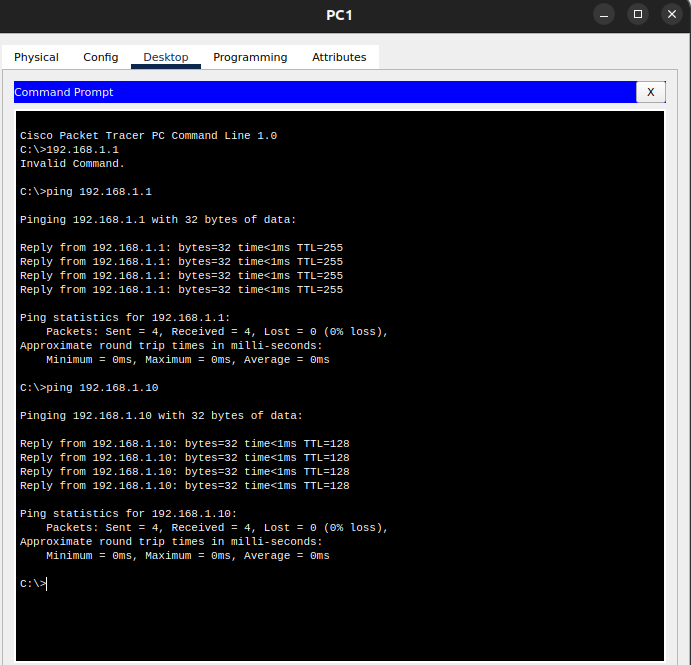 PC1
Physical Config Desktop Programming Attributes
Command Prompt X
Cisco Packet Tracer PC Command Line 1.0
C:\>192.168.1.1
Invalid Command.
C:\>ping 192.168.1.1
Pinging 192.168.1.1 with 32 bytes of data:
Reply from 192.168.1.1: bytes=32 time<1ms TTL=255
Reply from 192.168.1.1: bytes=32 time<1ms TTL=255
Reply from 192.168.1.1: bytes=32 time<1ms TTL=255
Reply from 192.168.1.1: bytes=32 time<1ms TTL=255
Ping statistics for 192.168.1.1:
    Packets: Sent = 4, Received = 4, Lost = 0 (0% loss),
Approximate round trip times in milli-seconds:
    Minimum = 0ms, Maximum = 0ms, Average = 0ms
C:\>ping 192.168.1.10
Pinging 192.168.1.10 with 32 bytes of data:
Reply from 192.168.1.10: bytes=32 time<1ms TTL=128
Reply from 192.168.1.10: bytes=32 time<1ms TTL=128
Reply from 192.168.1.10: bytes=32 time<1ms TTL=128
Reply from 192.168.1.10: bytes=32 time<1ms TTL=128
Ping statistics for 192.168.1.10:
    Packets: Sent = 4, Received = 4, Lost = 0 (0% loss),
Approximate round trip times in milli-seconds:
    Minimum = 0ms, Maximum = 0ms, Average = 0ms
C:\>